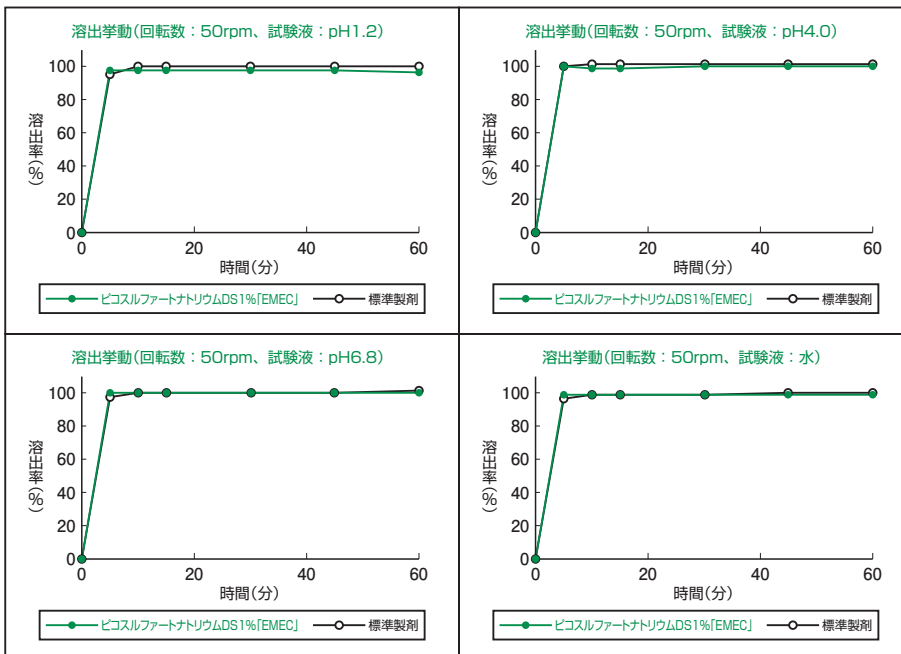 溶出挙動(回転数：50rpm、試験液：pH1.2)
溶出率(%)
100
80
60
40
20
0
0 20 40 60
時間(分)
ピコスルファートナトリウムDS1%「EMEC」 標準製剤
溶出挙動(回転数：50rpm、試験液：pH4.0)
溶出率(%)
100
80
60
40
20
0
0 20 40 60
時間(分)
ピコスルファートナトリウムDS1%「EMEC」 標準製剤
溶出挙動(回転数：50rpm、試験液：pH6.8)
溶出率(%)
100
80
60
40
20
0
0 20 40 60
時間(分)
ピコスルファートナトリウムDS1%「EMEC」 標準製剤
溶出挙動(回転数：50rpm、試験液：水)
溶出率(%)
100
80
60
40
20
0
0 20 40 60
時間(分)
ピコスルファートナトリウムDS1%「EMEC」 標準製剤